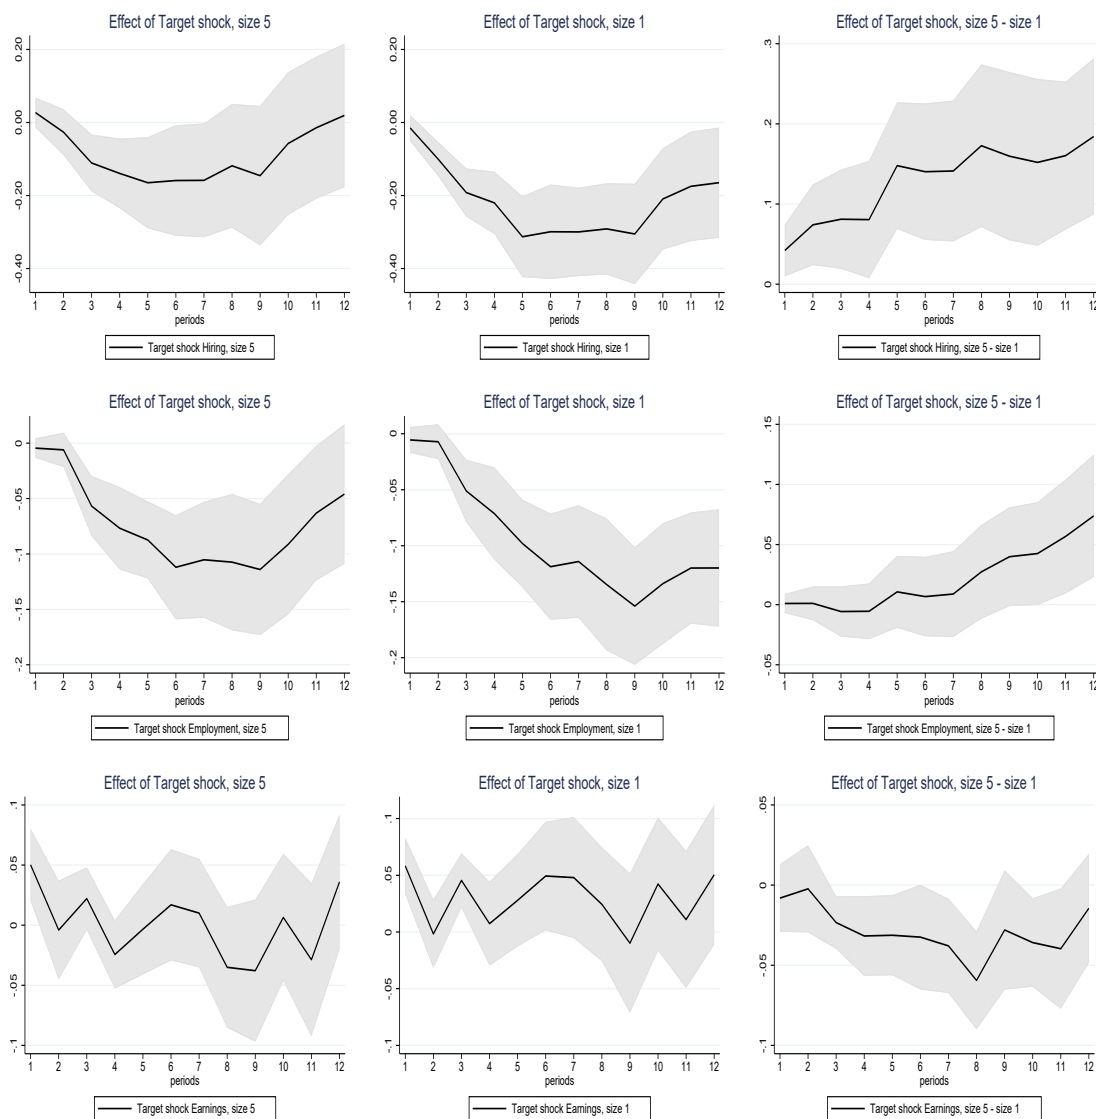 Effect of Target shock, size 5
0.20
0.00
-0.20
-0.40
1 2 3 4 5 6 7 8 9 10 11 12
periods
Target shock Hiring, size 5
Effect of Target shock, size 1
0.20
0.00
-0.20
-0.40
1 2 3 4 5 6 7 8 9 10 11 12
periods
Target shock Hiring, size 1
Effect of Target shock, size 5 - size 1
.3
.2
.1
0
1 2 3 4 5 6 7 8 9 10 11 12
periods
Target shock Hiring, size 5 - size 1
Effect of Target shock, size 5
0
-.05
-.1
-.15
-.2
1 2 3 4 5 6 7 8 9 10 11 12
periods
Target shock Employment, size 5
Effect of Target shock, size 1
0
-.05
-.1
-.15
-.2
1 2 3 4 5 6 7 8 9 10 11 12
periods
Target shock Employment, size 1
Effect of Target shock, size 5 - size 1
.15
.1
.05
0
-.05
1 2 3 4 5 6 7 8 9 10 11 12
periods
Target shock Employment, size 5 - size 1
Effect of Target shock, size 5
.1
.05
0
-.05
-.1
1 2 3 4 5 6 7 8 9 10 11 12
periods
Target shock Earnings, size 5
Effect of Target shock, size 1
.1
.05
0
-.05
-.1
1 2 3 4 5 6 7 8 9 10 11 12
periods
Target shock Earnings, size 1
Effect of Target shock, size 5 - size 1
.05
0
-.05
-.1
1 2 3 4 5 6 7 8 9 10 11 12
periods
Target shock Earnings, size 5 - size 1